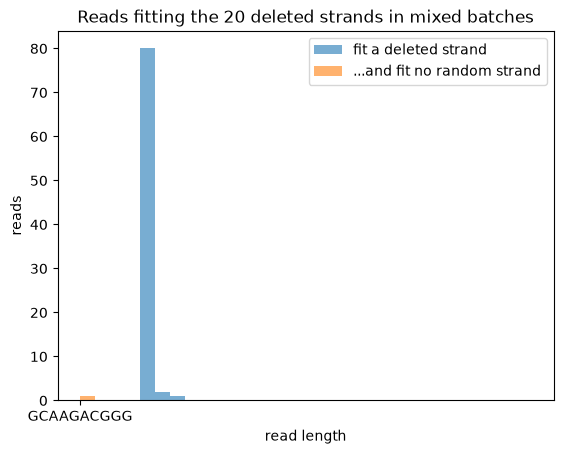 Reads fitting the 20 deleted strands in mixed batches
fit a deleted strand
...and fit no random strand
80
70
60
50
40
30
20
10
0
reads
GCAAGACGGG
read length